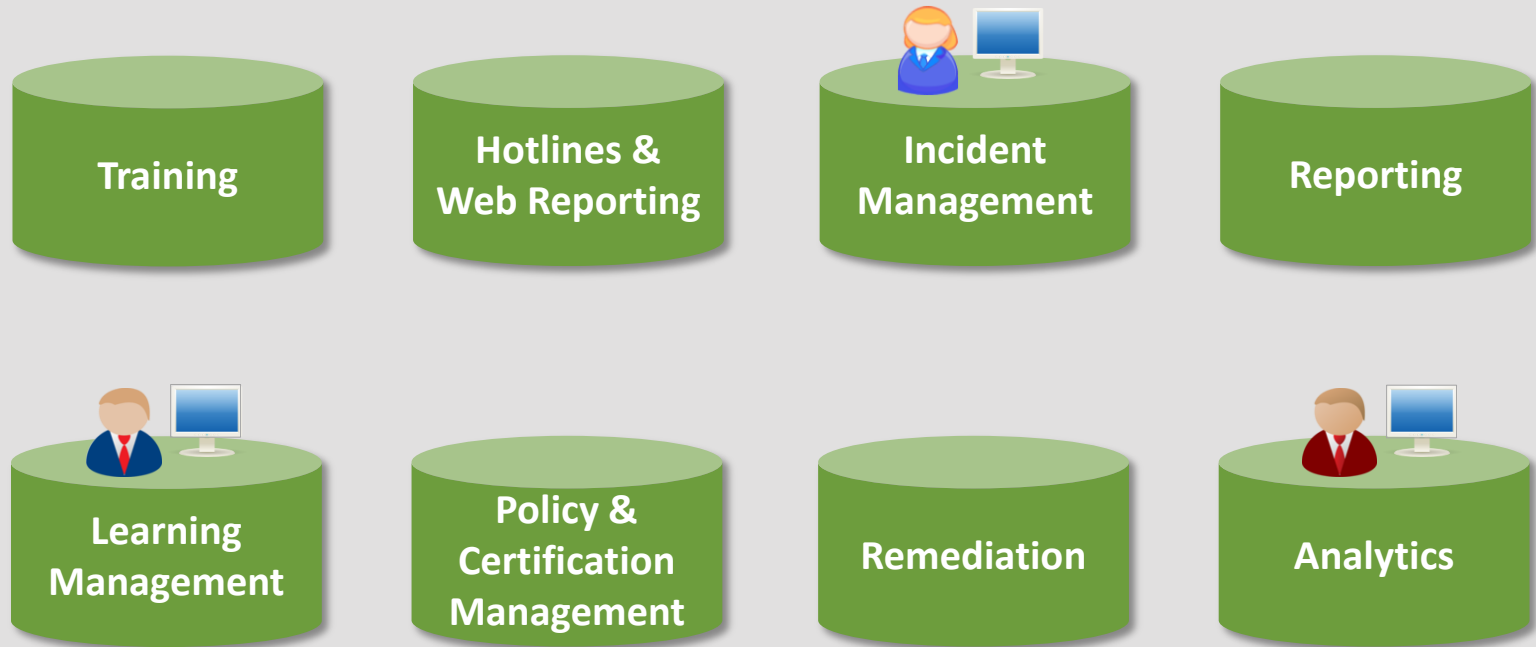 Training
Hotlines &
Web Reporting
Incident
Management
Reporting
Learning
Management
Policy &
Certification
Management
Remediation
Analytics